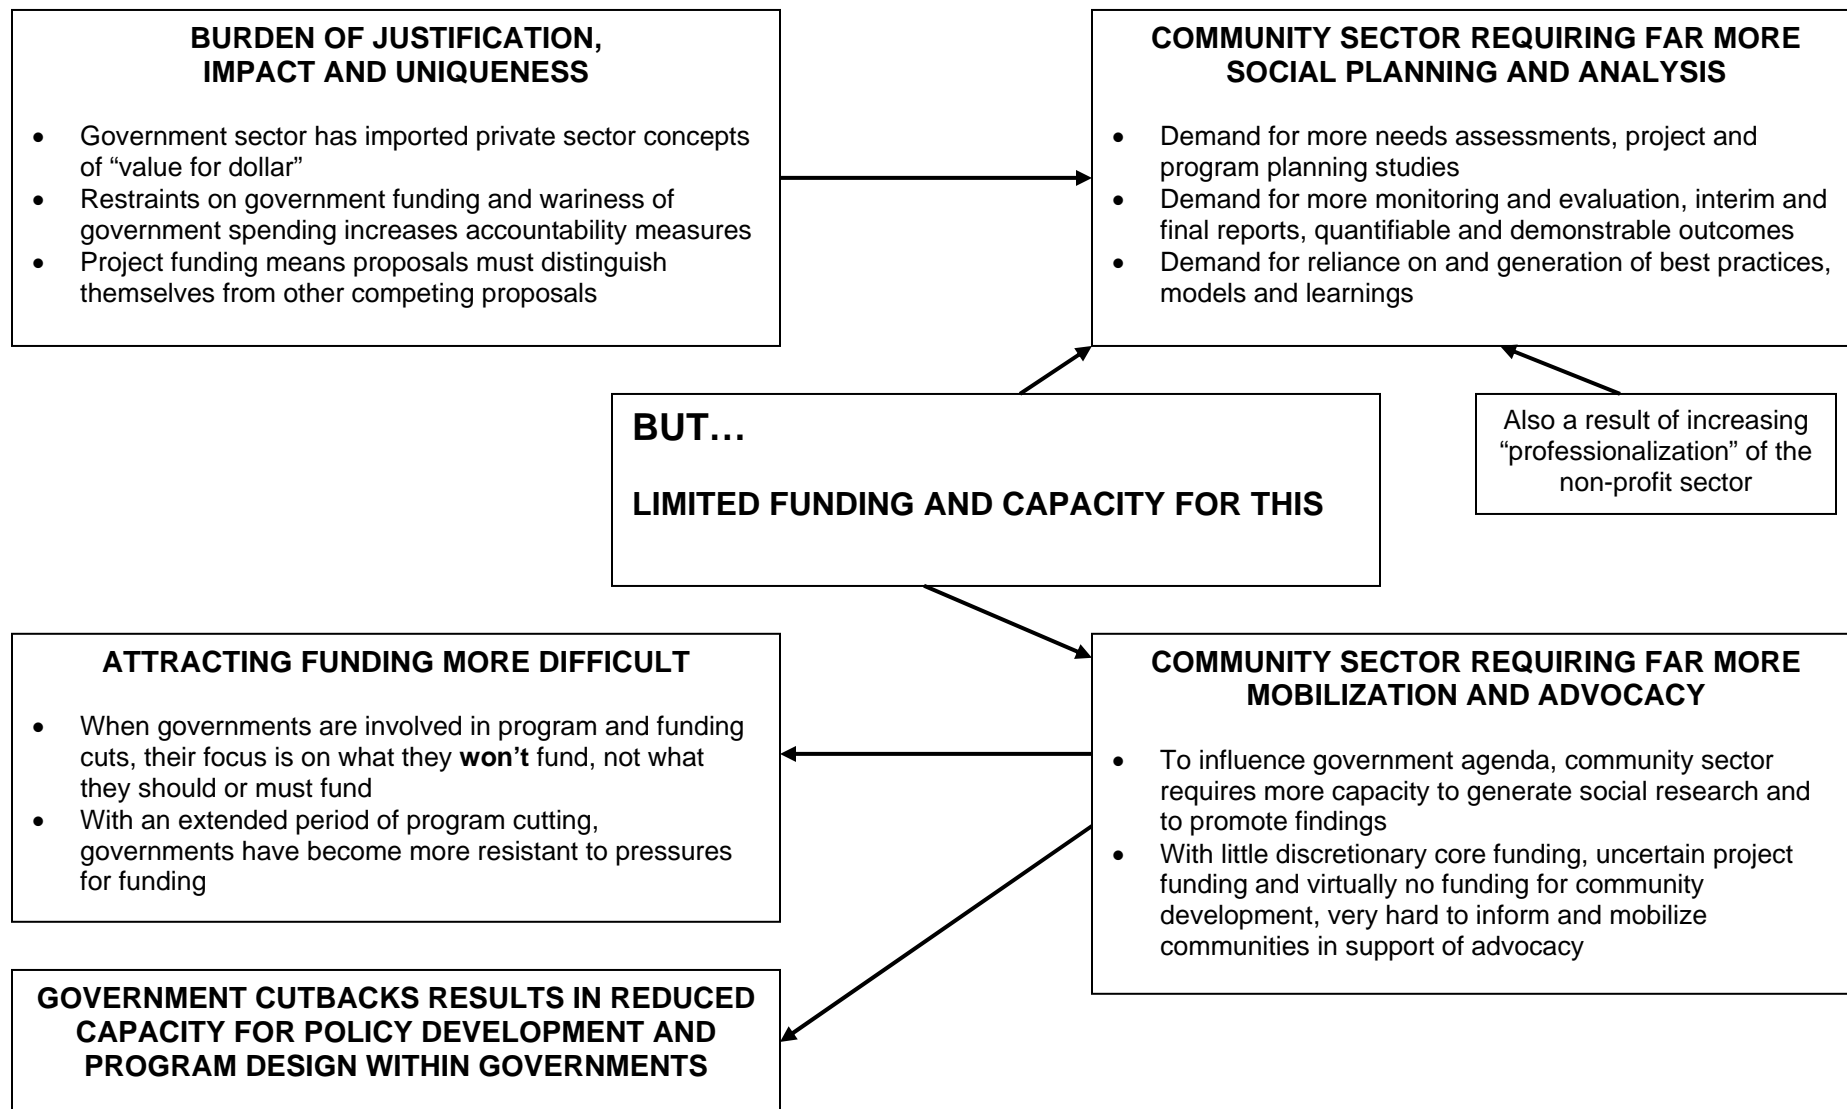 BURDEN OF JUSTIFICATION,
IMPACT AND UNIQUENESS
• Government sector has imported private sector concepts
of “value for dollar”
• Restraints on government funding and wariness of
government spending increases accountability measures
• Project funding means proposals must distinguish
themselves from other competing proposals
COMMUNITY SECTOR REQUIRING FAR MORE
SOCIAL PLANNING AND ANALYSIS
• Demand for more needs assessments, project and
program planning studies
• Demand for more monitoring and evaluation, interim and
final reports, quantifiable and demonstrable outcomes
• Demand for reliance on and generation of best practices,
models and learnings
BUT…
LIMITED FUNDING AND CAPACITY FOR THIS
Also a result of increasing
“professionalization” of the
non-profit sector
ATTRACTING FUNDING MORE DIFFICULT
• When governments are involved in program and funding
cuts, their focus is on what they won’t fund, not what
they should or must fund
• With an extended period of program cutting,
governments have become more resistant to pressures
for funding
COMMUNITY SECTOR REQUIRING FAR MORE
MOBILIZATION AND ADVOCACY
• To influence government agenda, community sector
requires more capacity to generate social research and
to promote findings
• With little discretionary core funding, uncertain project
funding and virtually no funding for community
development, very hard to inform and mobilize
communities in support of advocacy
GOVERNMENT CUTBACKS RESULTS IN REDUCED
CAPACITY FOR POLICY DEVELOPMENT AND
PROGRAM DESIGN WITHIN GOVERNMENTS